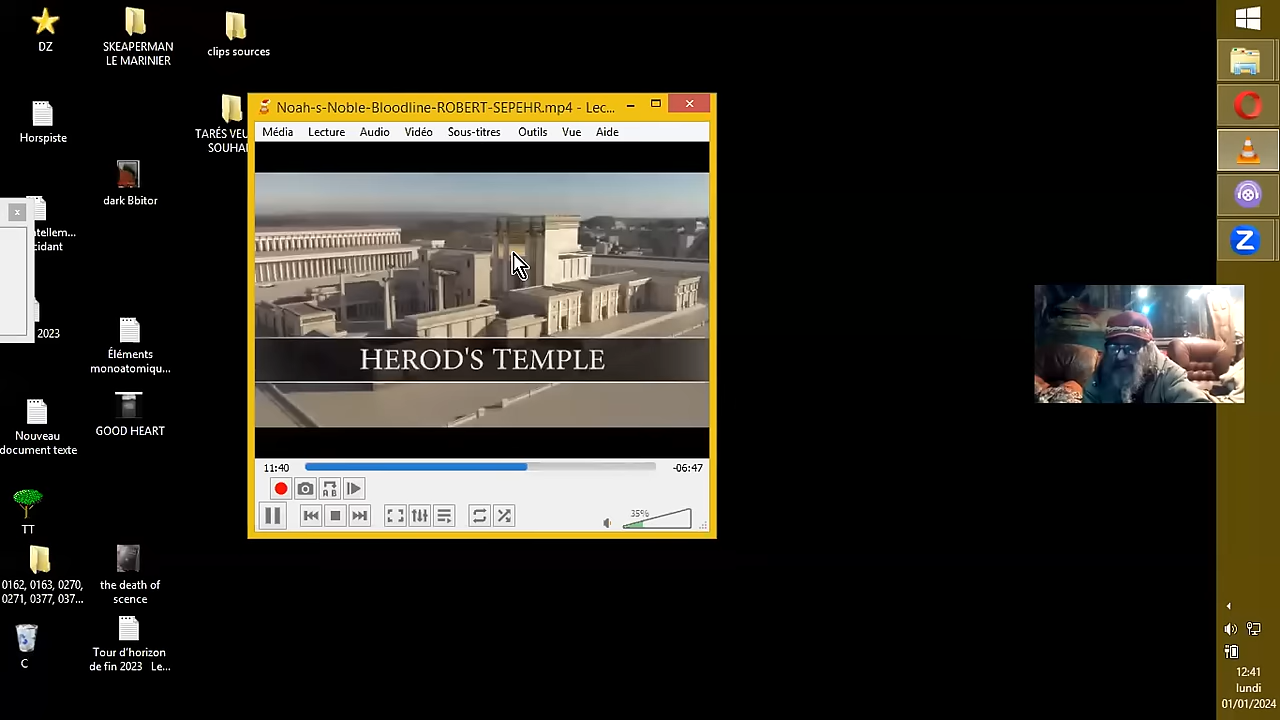 DZ
SKEAPERMAN
LE MARINIER
clips sources
Horspiste
TARÉS VEU
SOUHAI
dark Bbitor
atellem...
cidant
2023
Éléments
monoatomiqu...
Nouveau
document texte
GOOD HEART
TT
0162, 0163, 0270,
0271, 0377, 037...
the death of
scence
C
Tour d'horizon
de fin 2023 Le...
Noah-s-Noble-Bloodline-ROBERT-SEPEHR.mp4 - Lec...
Média Lecture Audio Vidéo Sous-titres Outils Vue Aide
HEROD'S TEMPLE
11:40 -06:47
A B
35%
Z
12:41
lundi
01/01/2024